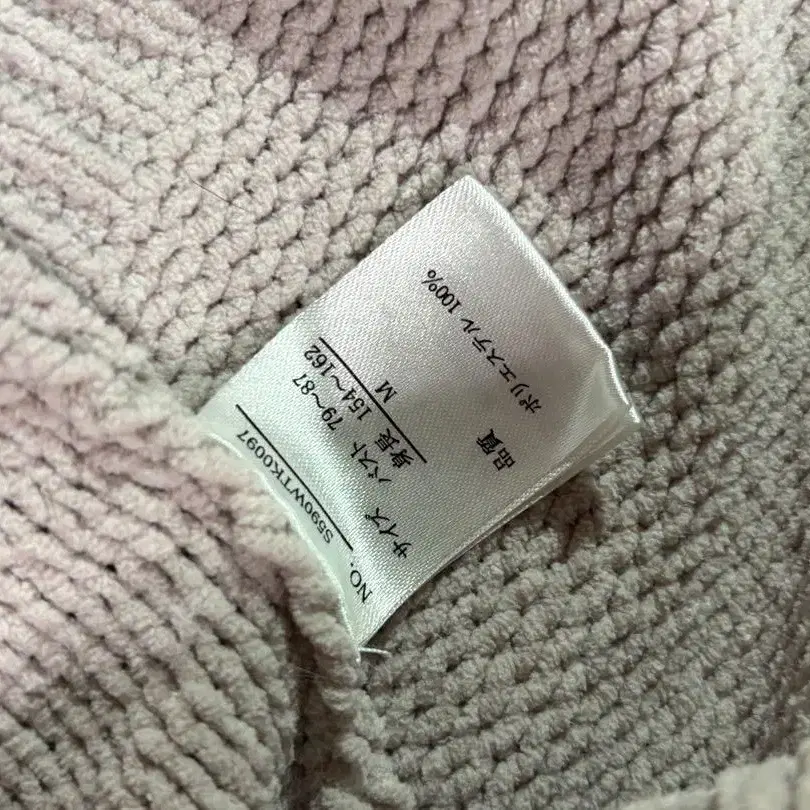 NO. S590WTK0097
サイズ バスト 79~87
身長 154~162
M
品質
ポリエステル 100%